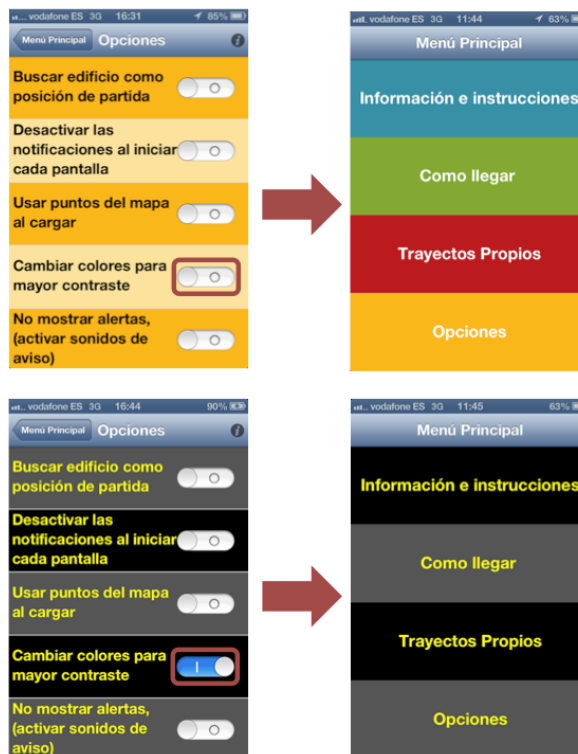 vodafone ES 3G 16:31 85%
Menú Principal Opciones
Buscar edificio como
posición de partida
Desactivar las
notificaciones al iniciar
cada pantalla
Usar puntos del mapa
al cargar
Cambiar colores para
mayor contraste
No mostrar alertas,
(activar sonidos de
aviso)
vodafone ES 3G 11:44 63%
Menú Principal
Información e instrucciones
Como llegar
Trayectos Propios
Opciones
vodafone ES 3G 16:44 90%
Menú Principal Opciones
Buscar edificio como
posición de partida
Desactivar las
notificaciones al iniciar
cada pantalla
Usar puntos del mapa
al cargar
Cambiar colores para
mayor contraste
No mostrar alertas,
(activar sonidos de
aviso)
vodafone ES 3G 11:45 63%
Menú Principal
Información e instrucciones
Como llegar
Trayectos Propios
Opciones